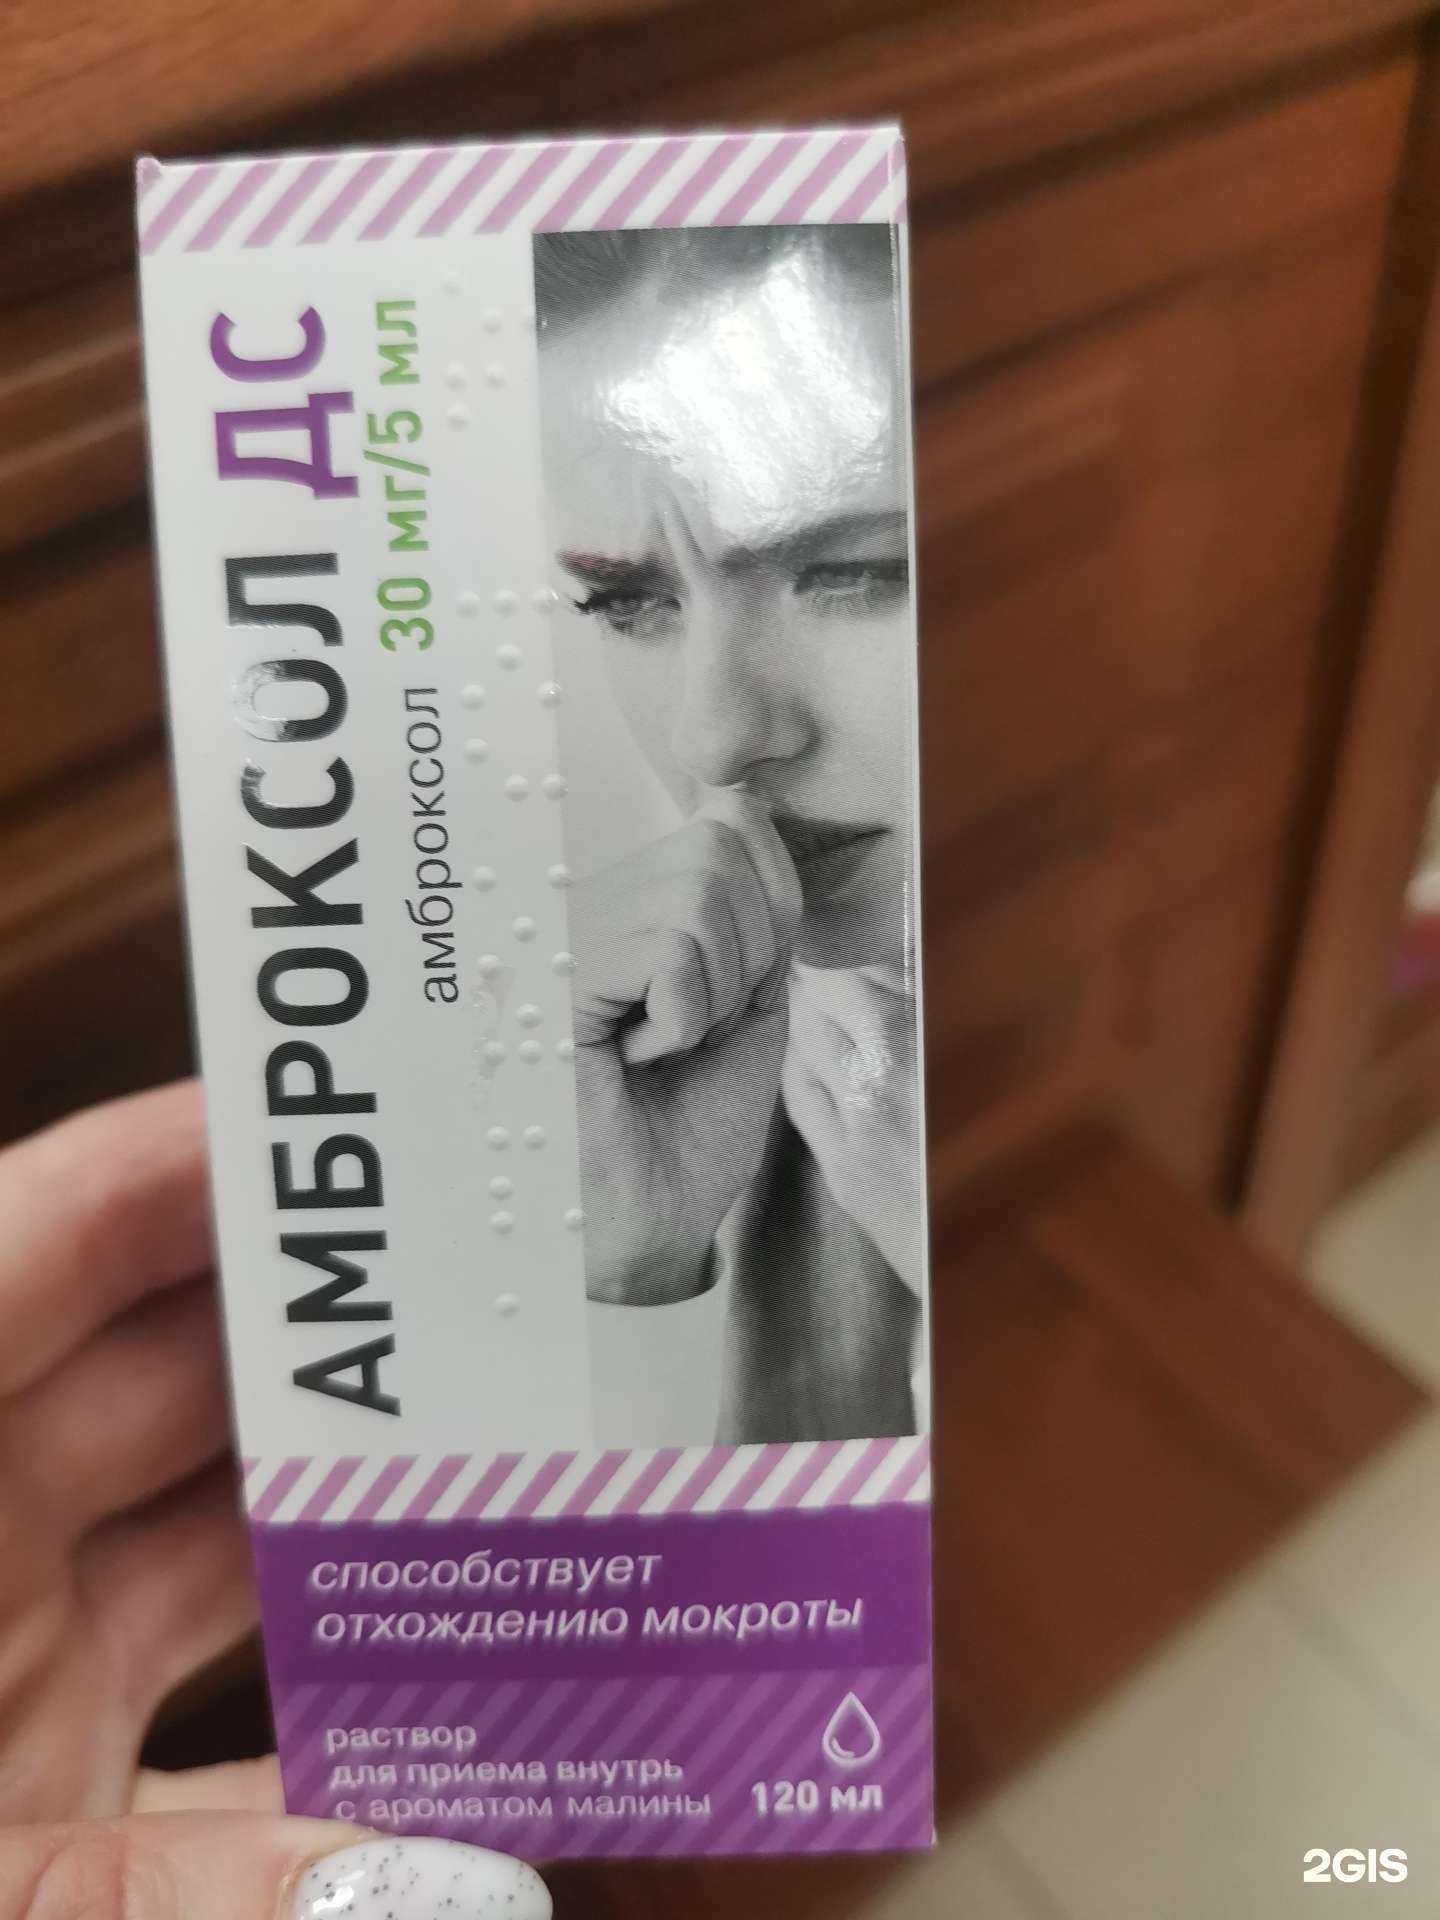 АМБРОКСОЛ ДС
амброксол 30 мг/5 мл
способствует
отхождению мокроты
раствор
для приема внутрь
с ароматом малины
120 мл
2GIS